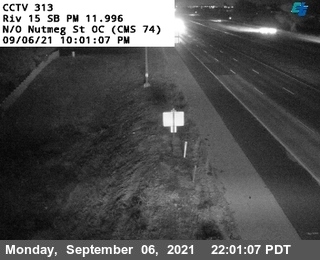 CCTV 313
Riv 15 SB PM 11.996
N/O Nutmeg St OC (CMS 74)
09/06/21 10:01:07 PM
Monday, September 06, 2021 22:01:07 PDT